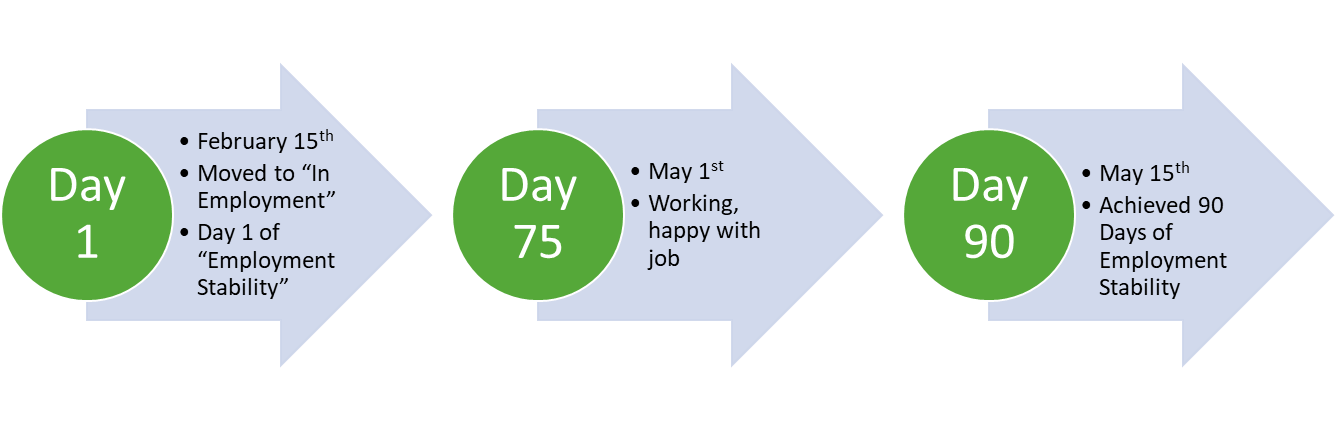 Day
1
• February 15th
• Moved to “In
Employment”
• Day 1 of
“Employment
Stability”
Day
75
• May 1st
• Working,
happy with
job
Day
90
• May 15th
• Achieved 90
Days of
Employment
Stability